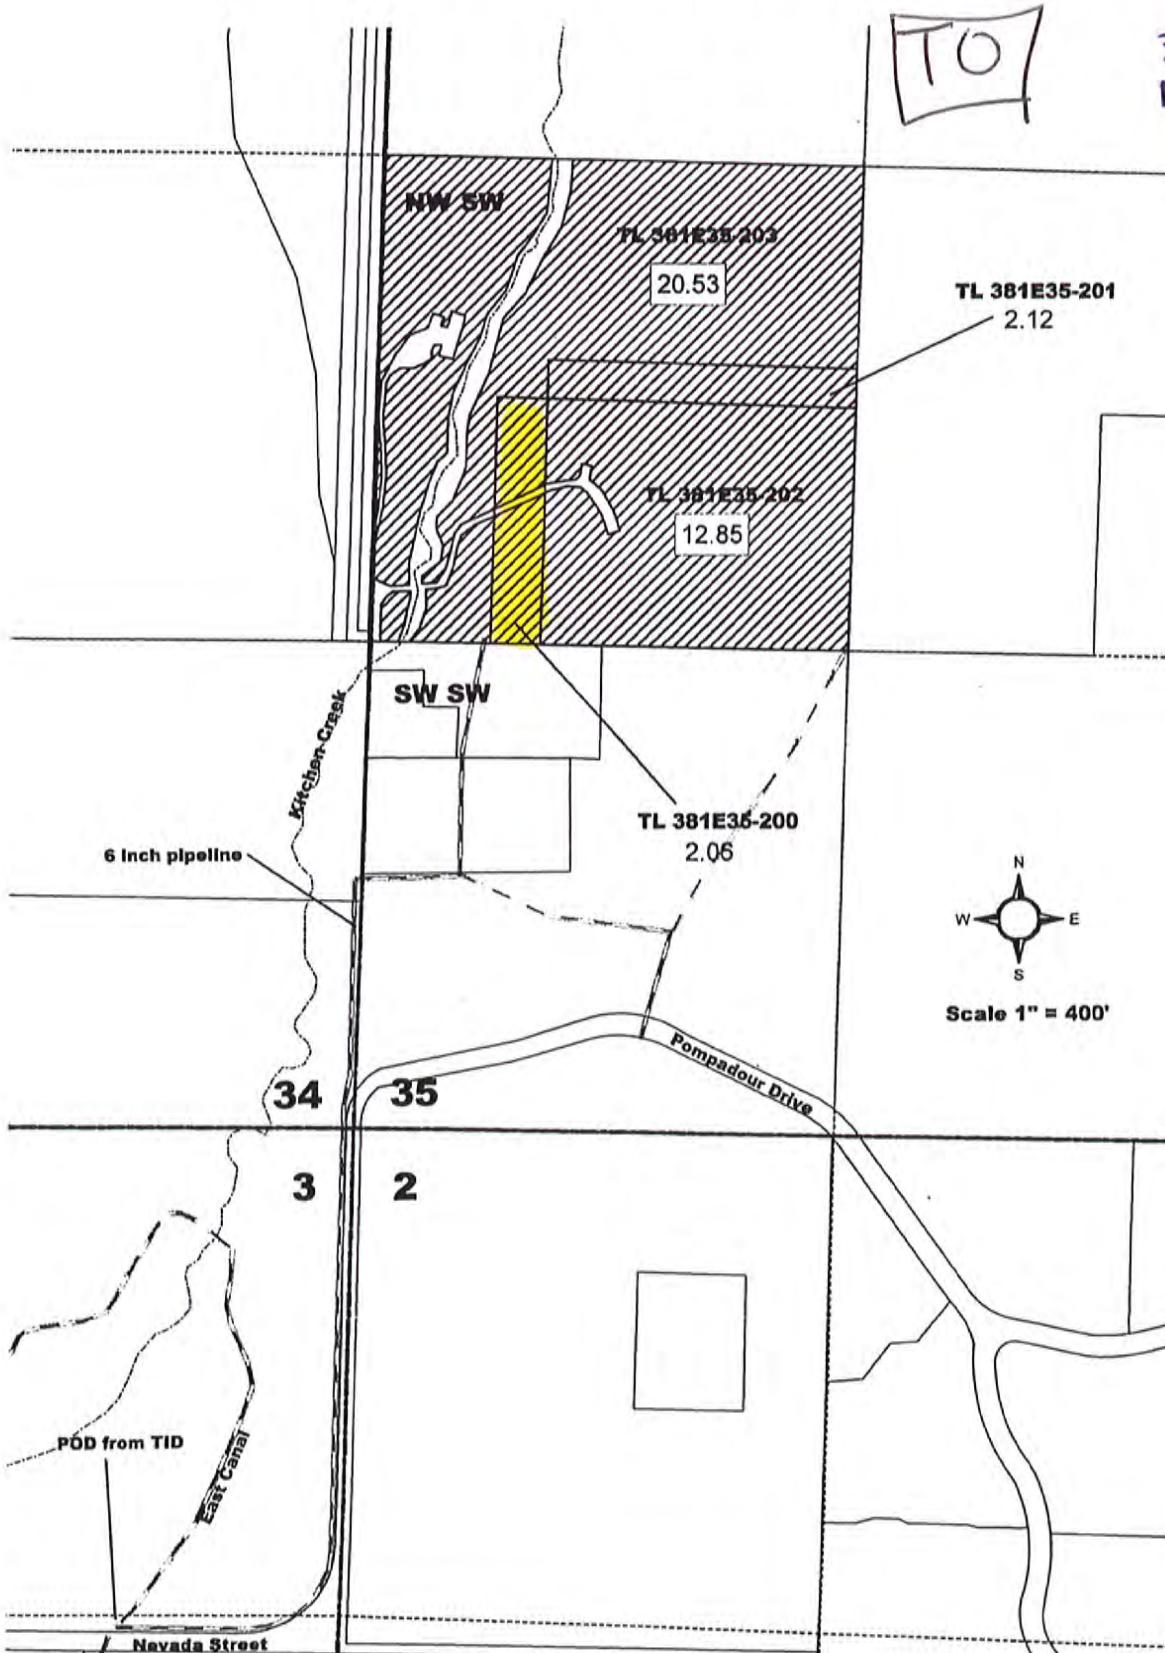 TO
NW SW
TL 381E35-203
20.53
TL 381E35-201
2.12
TL 381E35-202
12.85
SW SW
Kitchen Creek
TL 381E35-200
2.06
6 inch pipeline
N
W E
S
Scale 1" = 400'
Pompadour Drive
34 35
3 2
POD from TID
East Canal
Nevada Street